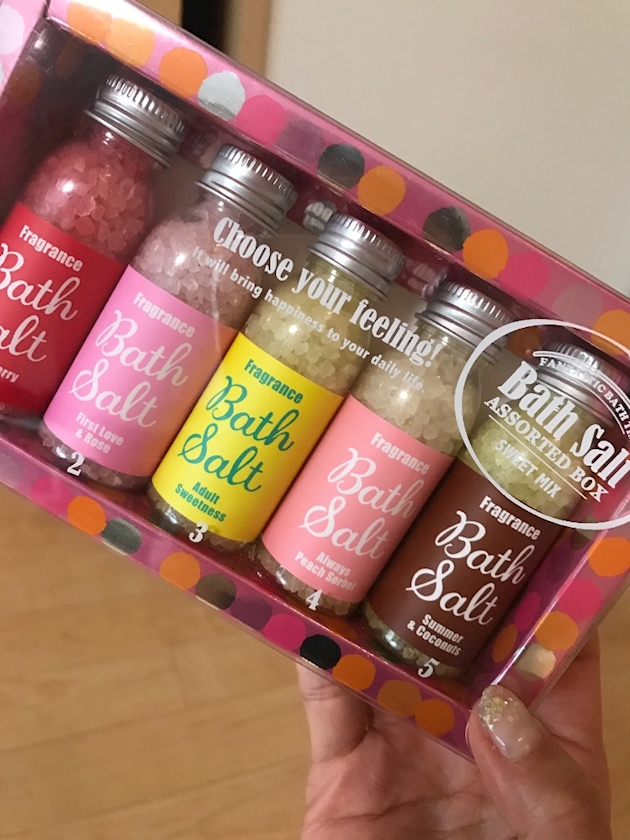 Choose your feeling!
It will bring happiness to your daily life
FANTASTIC BATH
Bath Salt
ASSORTED BOX
SWEET MIX
Fragrance
Bath
Salt
Fragrance
Bath
Salt
First Love
& Rose
2
Fragrance
Bath
Salt
Adult
Sweetness
3
Fragrance
Bath
Salt
Always
Peach Sorbet
4
Fragrance
Bath
Salt
Summer
& Coconuts
5